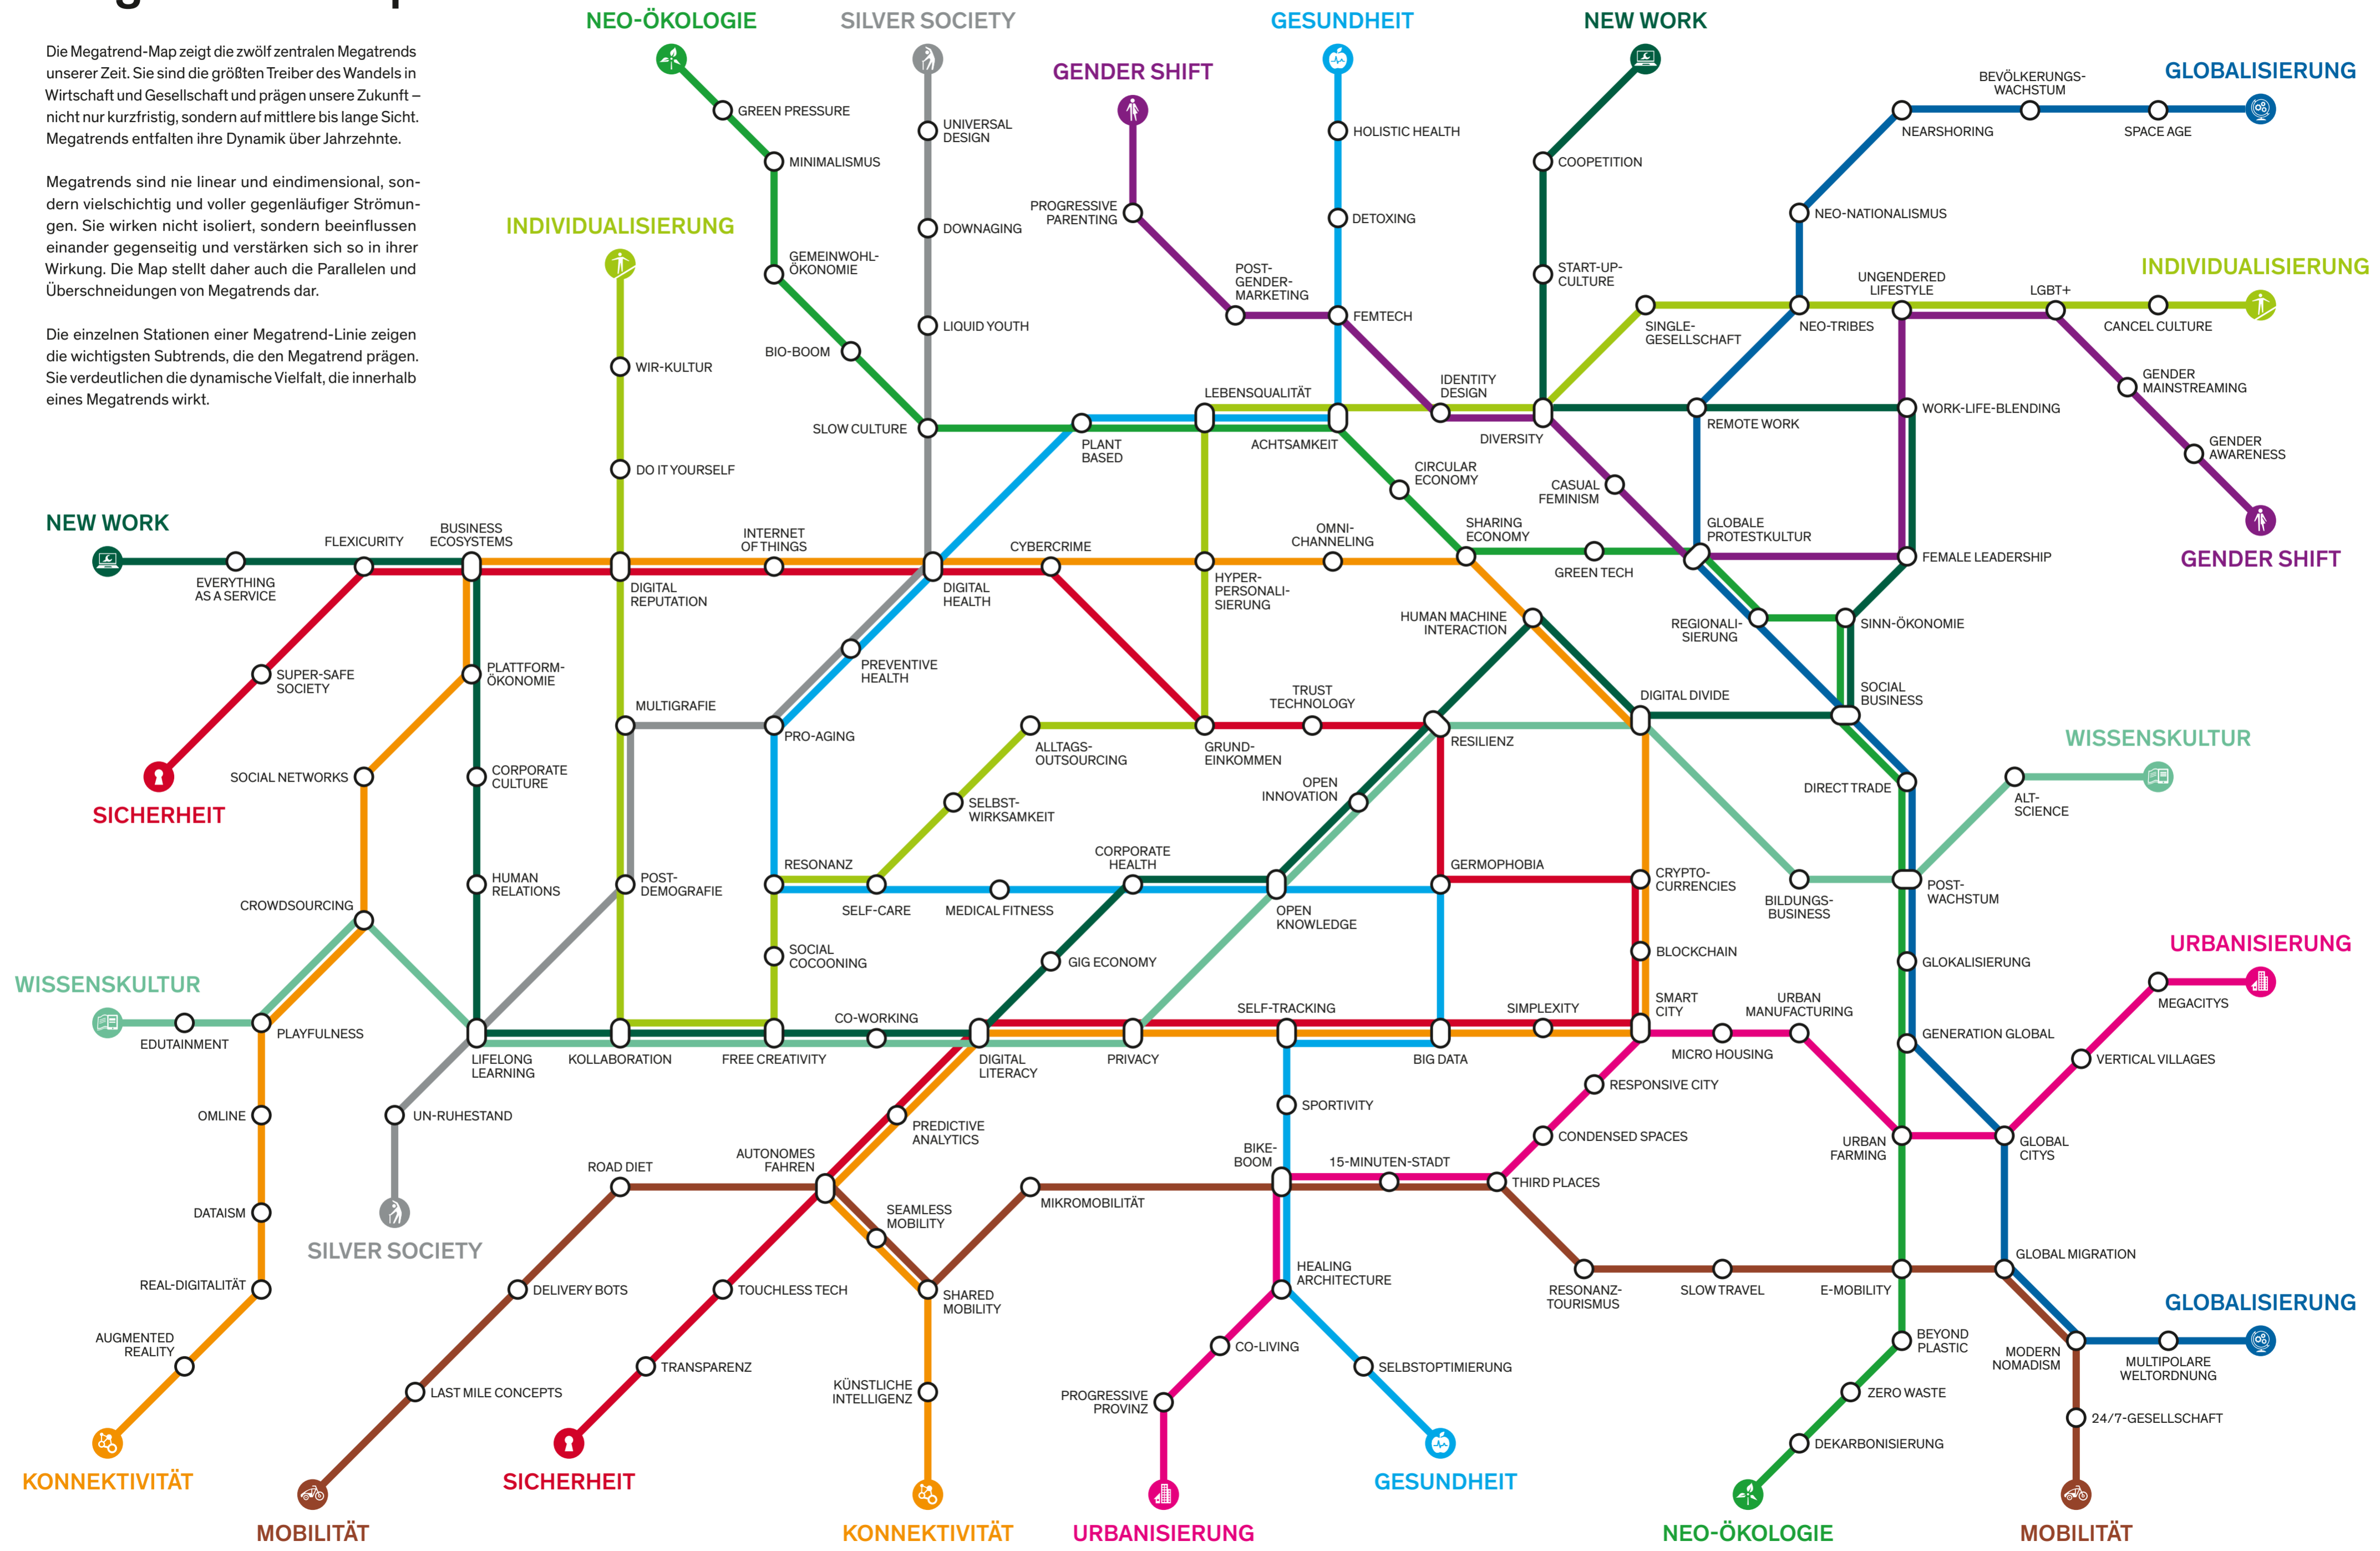 Die Megatrend-Map zeigt die zwölf zentralen Megatrends
unserer Zeit. Sie sind die größten Treiber des Wandels in
Wirtschaft und Gesellschaft und prägen unsere Zukunft –
nicht nur kurzfristig, sondern auf mittlere bis lange Sicht.
Megatrends entfalten ihre Dynamik über Jahrzehnte.
Megatrends sind nie linear und eindimensional, son-
dern vielschichtig und voller gegenläufiger Strömun-
gen. Sie wirken nicht isoliert, sondern beeinflussen
einander gegenseitig und verstärken sich so in ihrer
Wirkung. Die Map stellt daher auch die Parallelen und
Überschneidungen von Megatrends dar.
Die einzelnen Stationen einer Megatrend-Linie zeigen
die wichtigsten Subtrends, die den Megatrend prägen.
Sie verdeutlichen die dynamische Vielfalt, die innerhalb
eines Megatrends wirkt.
NEO-ÖKOLOGIE
SILVER SOCIETY
GESUNDHEIT
NEW WORK
GENDER SHIFT
GLOBALISIERUNG
BEVÖLKERUNGS-
WACHSTUM
GREEN PRESSURE
UNIVERSAL
DESIGN
HOLISTIC HEALTH
NEARSHORING
SPACE AGE
MINIMALISMUS
COOPETITION
PROGRESSIVE
PARENTING
DETOXING
NEO-NATIONALISMUS
INDIVIDUALISIERUNG
DOWNAGING
GEMEINWOHL-
ÖKONOMIE
POST-
GENDER-
MARKETING
START-UP-
CULTURE
UNGENDERED
LIFESTYLE
LGBT+
INDIVIDUALISIERUNG
LIQUID YOUTH
FEMTECH
SINGLE-
GESELLSCHAFT
NEO-TRIBES
CANCEL CULTURE
BIO-BOOM
WIR-KULTUR
IDENTITY
DESIGN
GENDER
MAINSTREAMING
LEBENSQUALITÄT
SLOW CULTURE
PLANT
BASED
ACHTSAMKEIT
DIVERSITY
REMOTE WORK
WORK-LIFE-BLENDING
DO IT YOURSELF
CIRCULAR
ECONOMY
CASUAL
FEMINISM
GENDER
AWARENESS
NEW WORK
FLEXICURITY
BUSINESS
ECOSYSTEMS
INTERNET
OF THINGS
CYBERCRIME
OMNI-
CHANNELING
SHARING
ECONOMY
GLOBALE
PROTESTKULTUR
FEMALE LEADERSHIP
GENDER SHIFT
EVERYTHING
AS A SERVICE
DIGITAL
REPUTATION
DIGITAL
HEALTH
HYPER-
PERSONALI-
SIERUNG
GREEN TECH
HUMAN MACHINE
INTERACTION
REGIONALI-
SIERUNG
SINN-ÖKONOMIE
SUPER-SAFE
SOCIETY
PLATTFORM-
ÖKONOMIE
PREVENTIVE
HEALTH
MULTIGRAFIE
PRO-AGING
TRUST
TECHNOLOGY
DIGITAL DIVIDE
SOCIAL
BUSINESS
ALLTAGS-
OUTSOURCING
GRUND-
EINKOMMEN
RESILIENZ
WISSENSKULTUR
SOCIAL NETWORKS
CORPORATE
CULTURE
SICHERHEIT
SELBST-
WIRKSAMKEIT
OPEN
INNOVATION
DIRECT TRADE
ALT-
SCIENCE
HUMAN
RELATIONS
POST-
DEMOGRAFIE
RESONANZ
CORPORATE
HEALTH
GERMOPHOBIA
CRYPTO-
CURRENCIES
SELF-CARE
MEDICAL FITNESS
OPEN
KNOWLEDGE
BILDUNGS-
BUSINESS
POST-
WACHSTUM
CROWDSOURCING
SOCIAL
COCOONING
GIG ECONOMY
BLOCKCHAIN
GLOKALISIERUNG
URBANISIERUNG
WISSENSKULTUR
EDUTAINMENT
PLAYFULNESS
CO-WORKING
SELF-TRACKING
SIMPLEXITY
SMART
CITY
URBAN
MANUFACTURING
MEGACITYS
LIFELONG
LEARNING
KOLLABORATION
FREE CREATIVITY
DIGITAL
LITERACY
PRIVACY
BIG DATA
MICRO HOUSING
GENERATION GLOBAL
VERTICAL VILLAGES
OMLINE
UN-RUHESTAND
PREDICTIVE
ANALYTICS
SPORTIVITY
RESPONSIVE CITY
CONDENSED SPACES
URBAN
FARMING
GLOBAL
CITYS
ROAD DIET
AUTONOMES
FAHREN
BIKE-
BOOM
15-MINUTEN-STADT
THIRD PLACES
MIKROMOBILITÄT
DATAISM
SEAMLESS
MOBILITY
SILVER SOCIETY
REAL-DIGITALITÄT
DELIVERY BOTS
TOUCHLESS TECH
SHARED
MOBILITY
HEALING
ARCHITECTURE
RESONANZ-
TOURISMUS
SLOW TRAVEL
E-MOBILITY
GLOBAL MIGRATION
GLOBALISIERUNG
AUGMENTED
REALITY
TRANSPARENZ
CO-LIVING
SELBSTOPTIMIERUNG
BEYOND
PLASTIC
MODERN
NOMADISM
MULTIPOLARE
WELTORDNUNG
LAST MILE CONCEPTS
KÜNSTLICHE
INTELLIGENZ
PROGRESSIVE
PROVINZ
ZERO WASTE
24/7-GESELLSCHAFT
DEKARBONISIERUNG
KONNEKTIVITÄT
SICHERHEIT
GESUNDHEIT
MOBILITÄT
KONNEKTIVITÄT
URBANISIERUNG
NEO-ÖKOLOGIE
MOBILITÄT